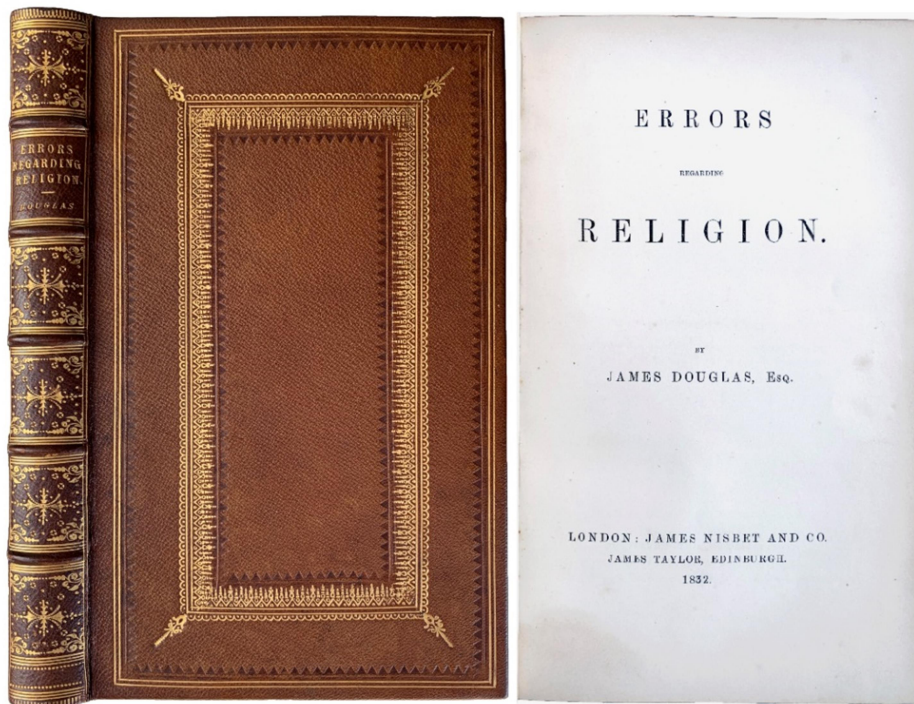 ERRORS
REGARDING
RELIGION.
DOUGLAS
ERRORS
REGARDING
RELIGION.
BY
JAMES DOUGLAS, Esq.
LONDON: JAMES NISBET AND CO.
JAMES TAYLOR, EDINBURGH.
1832.